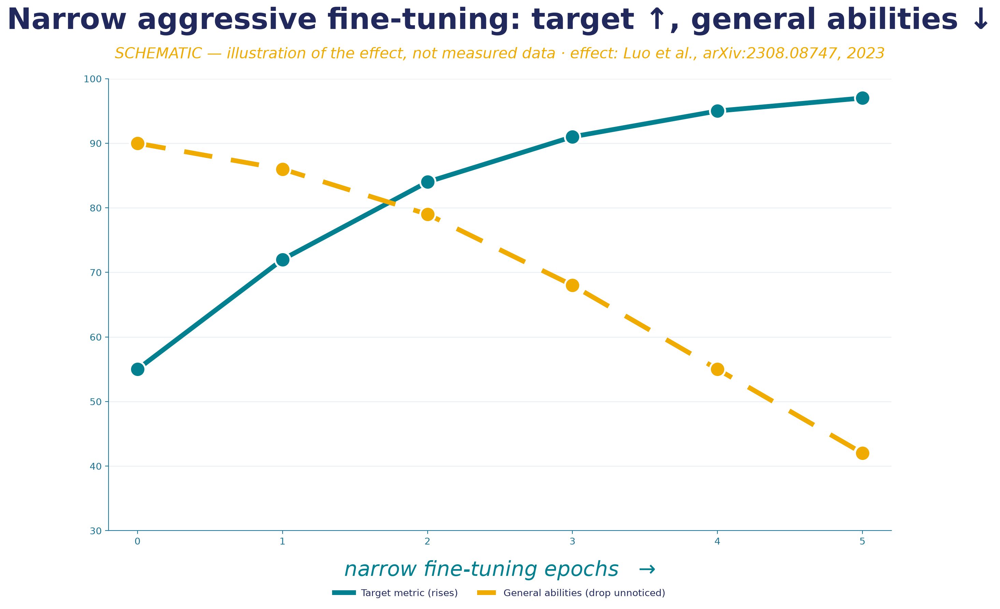 Narrow aggressive fine-tuning: target ↑, general abilities ↓
SCHEMATIC — illustration of the effect, not measured data · effect: Luo et al., arXiv:2308.08747, 2023
100
90
80
70
60
50
40
30
0 1 2 3 4 5
narrow fine-tuning epochs →
Target metric (rises) General abilities (drop unnoticed)